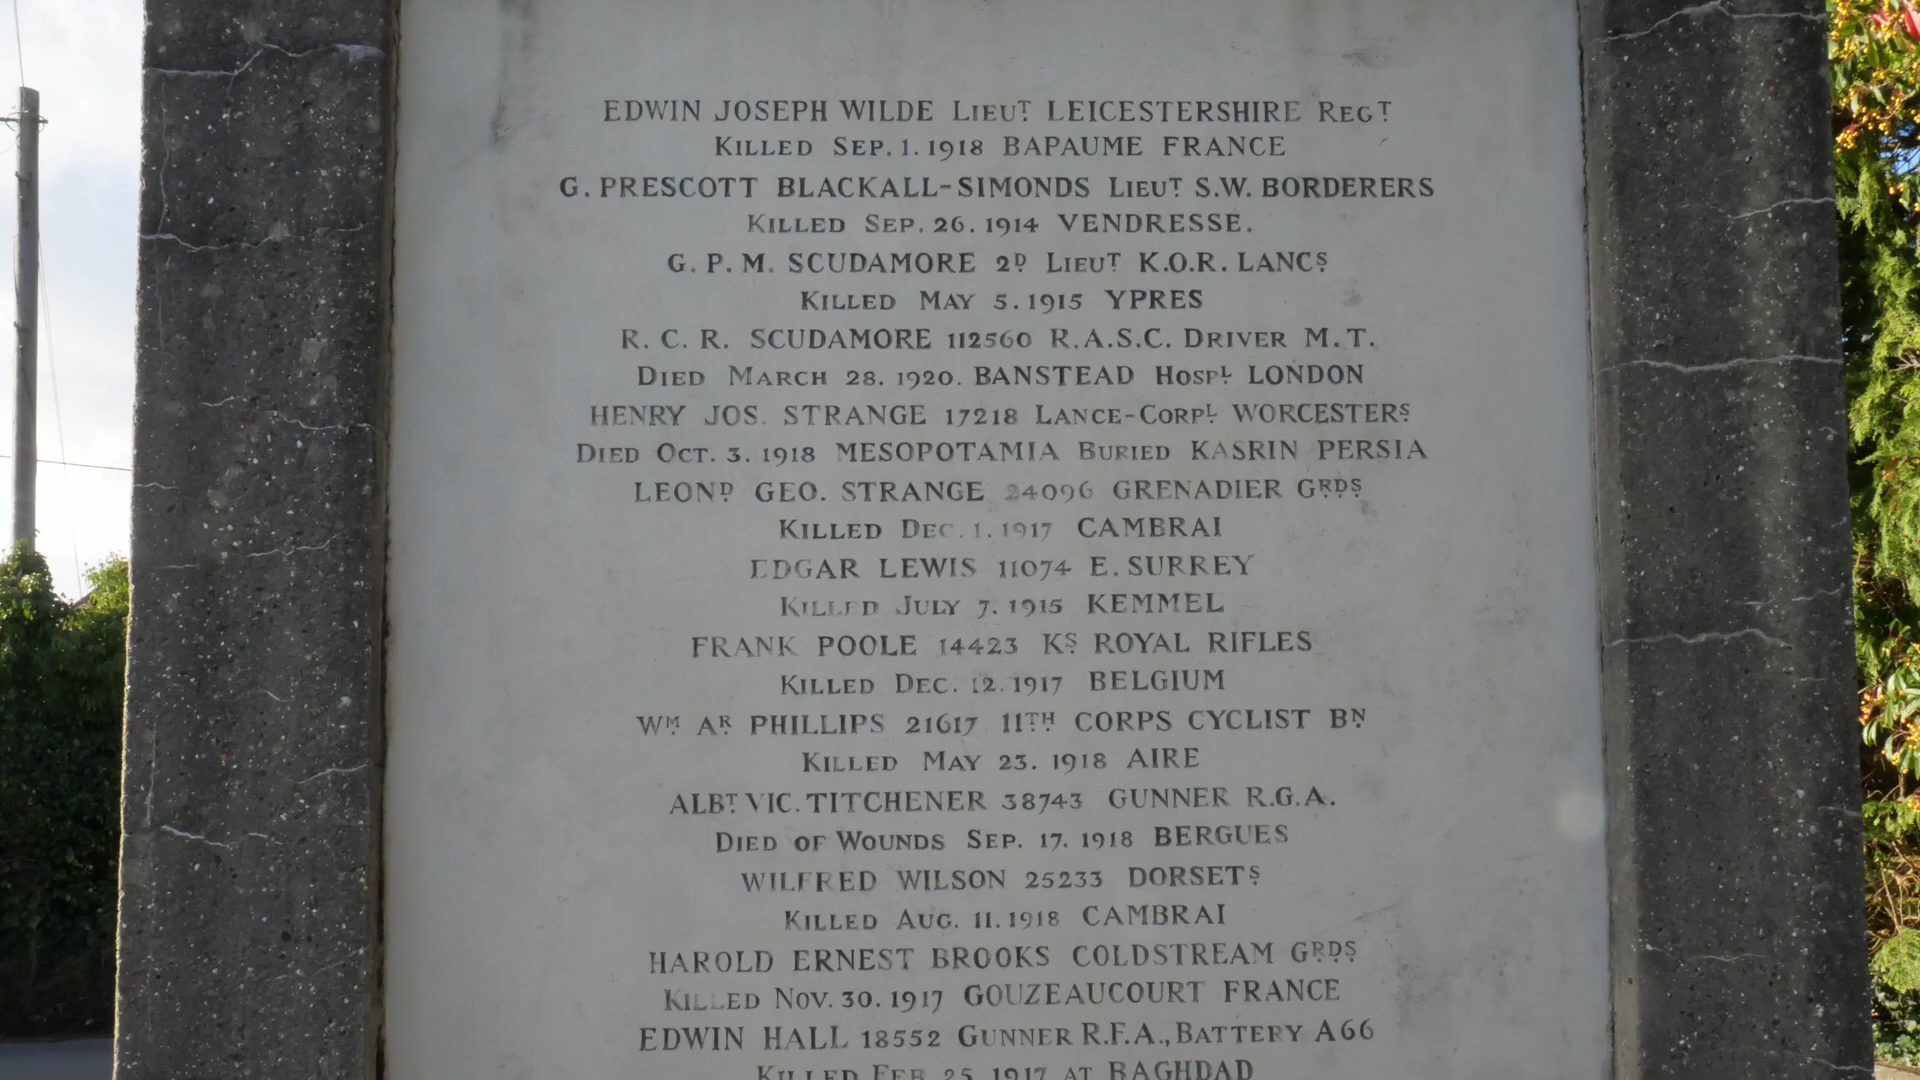 EDWIN JOSEPH WILDE LIEUT LEICESTERSHIRE REGT
KILLED SEP. 1. 1918 BAPAUME FRANCE
G. PRESCOTT BLACKALL-SIMONDS LIEUT S.W. BORDERERS
KILLED SEP. 26. 1914 VENDRESSE.
G. P. M. SCUDAMORE 2D LIEUT K.O.R. LANCS
KILLED MAY 5. 1915 YPRES
R. C. R. SCUDAMORE 112560 R.A.S.C. DRIVER M. T.
DIED MARCH 28. 1920. BANSTEAD HOSPL LONDON
HENRY JOS. STRANGE 17218 LANCE-CORPL WORCESTERS
DIED OCT. 3. 1918 MESOPOTAMIA BURIED KASRIN PERSIA
LEOND GEO. STRANGE 24096 GRENADIER GRDS
KILLED DEC. 1. 1917 CAMBRAI
EDGAR LEWIS 11074 E. SURREY
KILLED JULY 7. 1915 KEMMEL
FRANK POOLE 14423 KS ROYAL RIFLES
KILLED DEC. 12. 1917 BELGIUM
WM AR PHILLIPS 21617 11TH CORPS CYCLIST BN
KILLED MAY 23. 1918 AIRE
ALBT VIC. TITCHENER 38743 GUNNER R.G.A.
DIED OF WOUNDS SEP. 17. 1918 BERGUES
WILFRED WILSON 25233 DORSETS
KILLED AUG. 11. 1918 CAMBRAI
HAROLD ERNEST BROOKS COLDSTREAM GRDS
KILLED NOV. 30. 1917 GOUZEAUCOURT FRANCE
EDWIN HALL 18552 GUNNER R.F.A., BATTERY A66
KILLED FEB 25. 1917 AT BAGHDAD